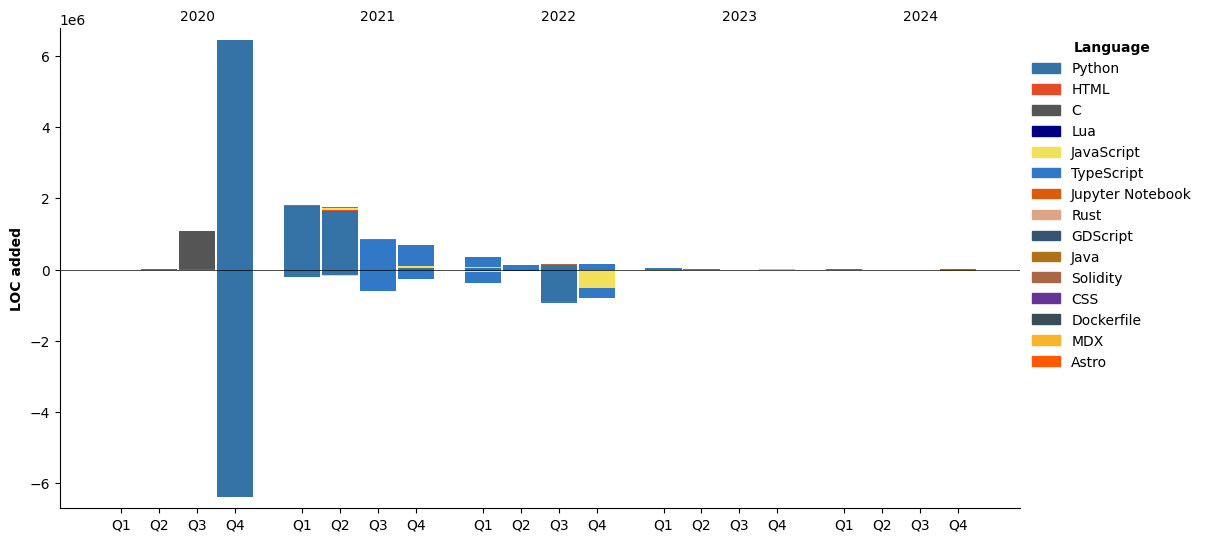 1e6
2020 2021 2022 2023 2024
LOC added
6
4
2
0
−2
−4
−6
Q1 Q2 Q3 Q4 Q1 Q2 Q3 Q4 Q1 Q2 Q3 Q4 Q1 Q2 Q3 Q4 Q1 Q2 Q3 Q4
Language
Python
HTML
C
Lua
JavaScript
TypeScript
Jupyter Notebook
Rust
GDScript
Java
Solidity
CSS
Dockerfile
MDX
Astro